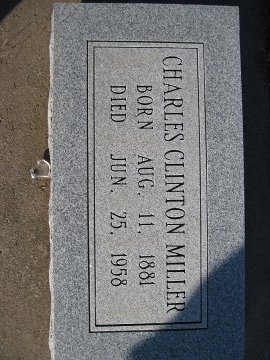 CHARLES CLINTON MILLER
BORN AUG. 11, 1881
DIED JUN. 25, 1958